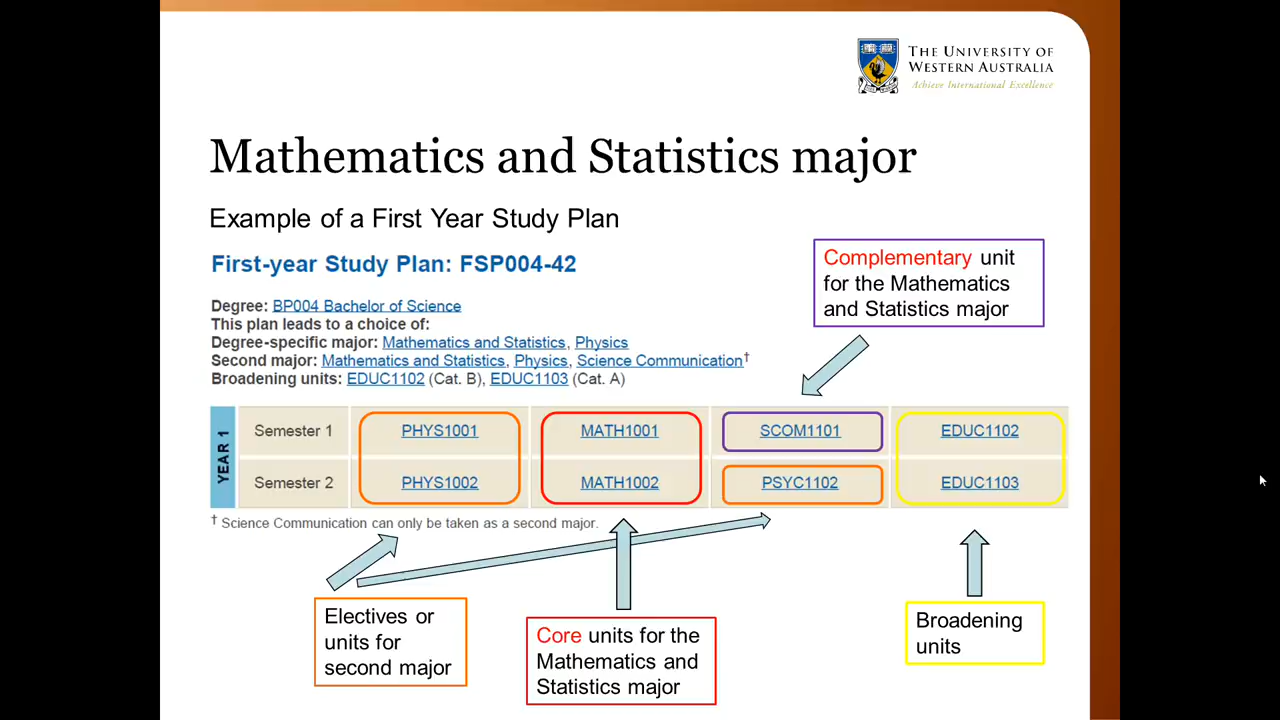 THE UNIVERSITY OF
WESTERN AUSTRALIA
Achieve International Excellence
Mathematics and Statistics major
Example of a First Year Study Plan
First-year Study Plan: FSP004-42
Complementary unit
for the Mathematics
and Statistics major
Degree: BP004 Bachelor of Science
This plan leads to a choice of:
Degree-specific major: Mathematics and Statistics, Physics
Second major: Mathematics and Statistics, Physics, Science Communication†
Broadening units: EDUC1102 (Cat. B), EDUC1103 (Cat. A)
YEAR 1
Semester 1 PHYS1001 MATH1001 SCOM1101 EDUC1102
Semester 2 PHYS1002 MATH1002 PSYC1102 EDUC1103
† Science Communication can only be taken as a second major.
Electives or
units for
second major
Core units for the
Mathematics and
Statistics major
Broadening
units